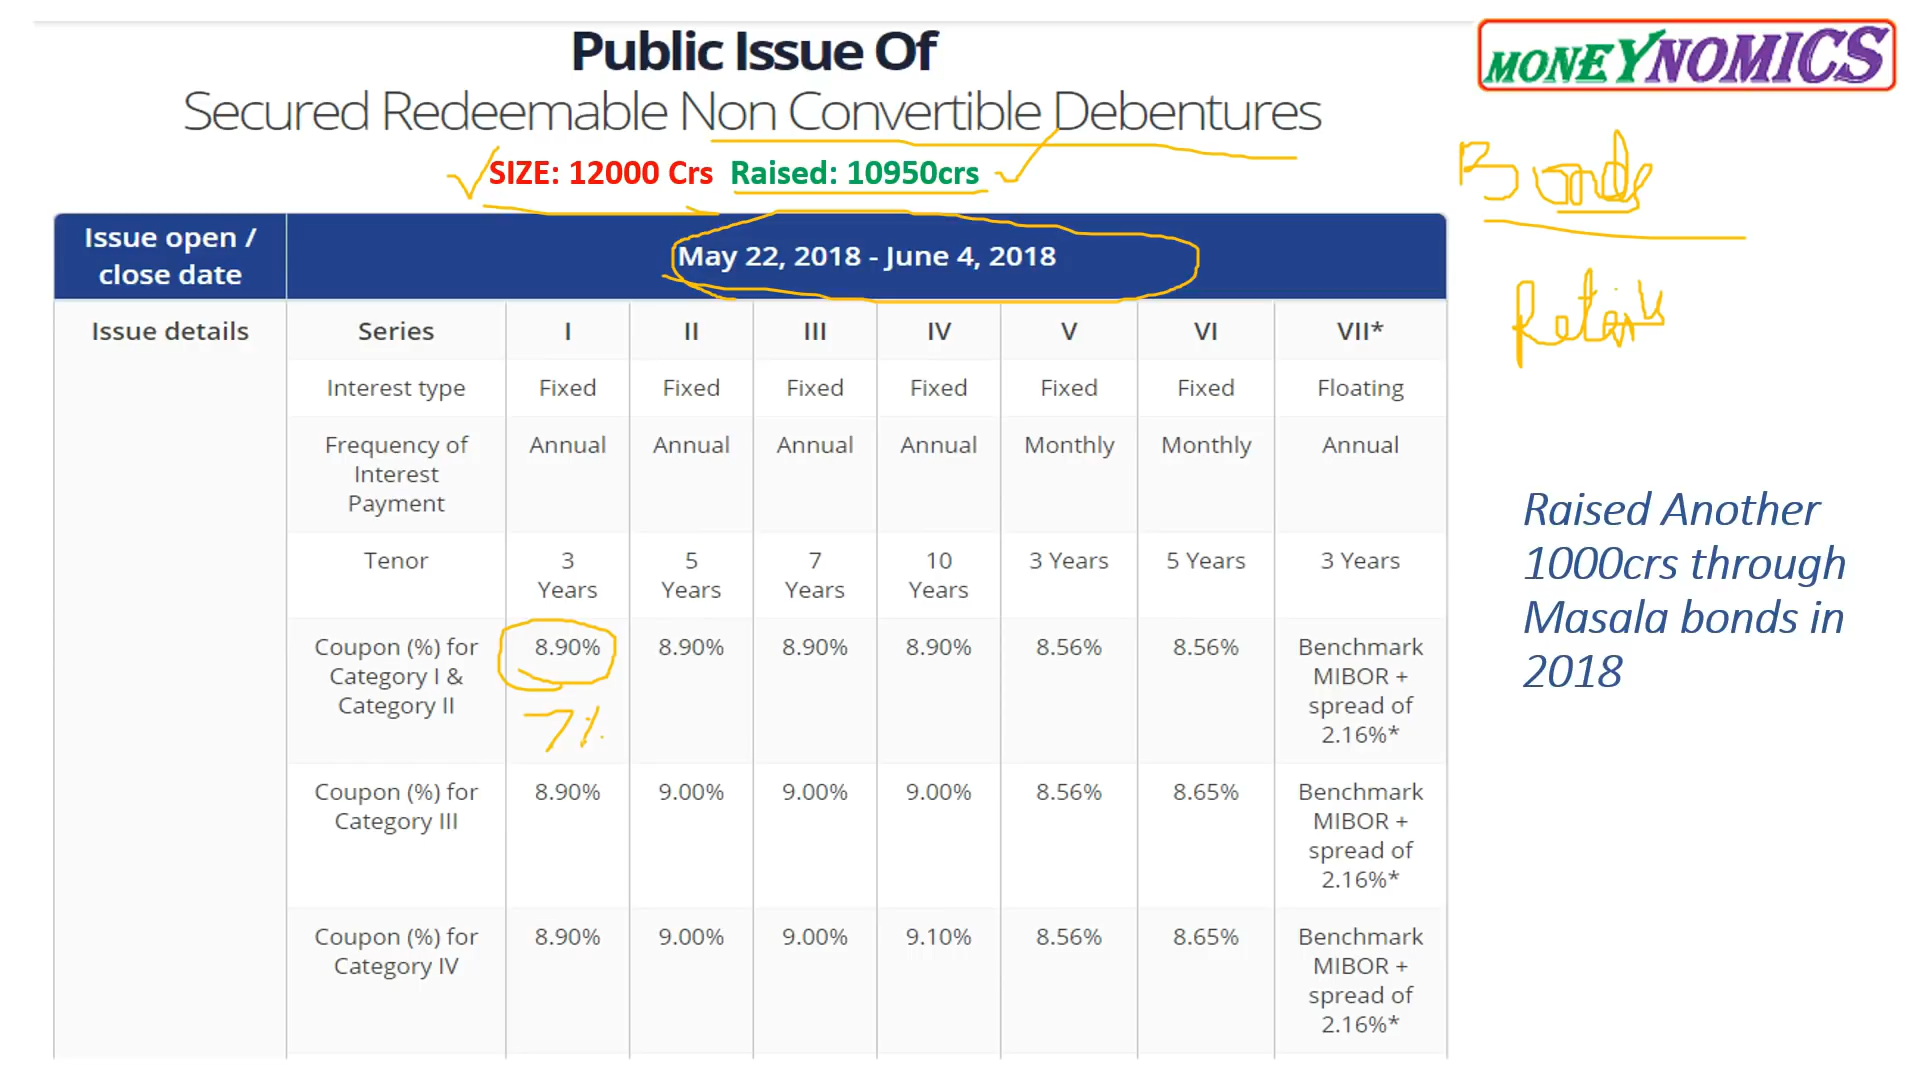 Public Issue Of
MONEYNOMICS
Secured Redeemable Non Convertible Debentures
SIZE: 12000 Crs Raised: 10950crs
Bonds
Issue open / close date May 22, 2018 - June 4, 2018
Issue details Series I II III IV V VI VII*
Interest type Fixed Fixed Fixed Fixed Fixed Fixed Floating
Frequency of Interest Payment Annual Annual Annual Annual Monthly Monthly Annual
Tenor 3 Years 5 Years 7 Years 10 Years 3 Years 5 Years 3 Years
Coupon (%) for Category I & Category II 8.90% 8.90% 8.90% 8.90% 8.56% 8.56% Benchmark MIBOR + spread of 2.16%*
7%
Coupon (%) for Category III 8.90% 9.00% 9.00% 9.00% 8.56% 8.65% Benchmark MIBOR + spread of 2.16%*
Coupon (%) for Category IV 8.90% 9.00% 9.00% 9.10% 8.56% 8.65% Benchmark MIBOR + spread of 2.16%*
Raised Another
1000crs through
Masala bonds in
2018